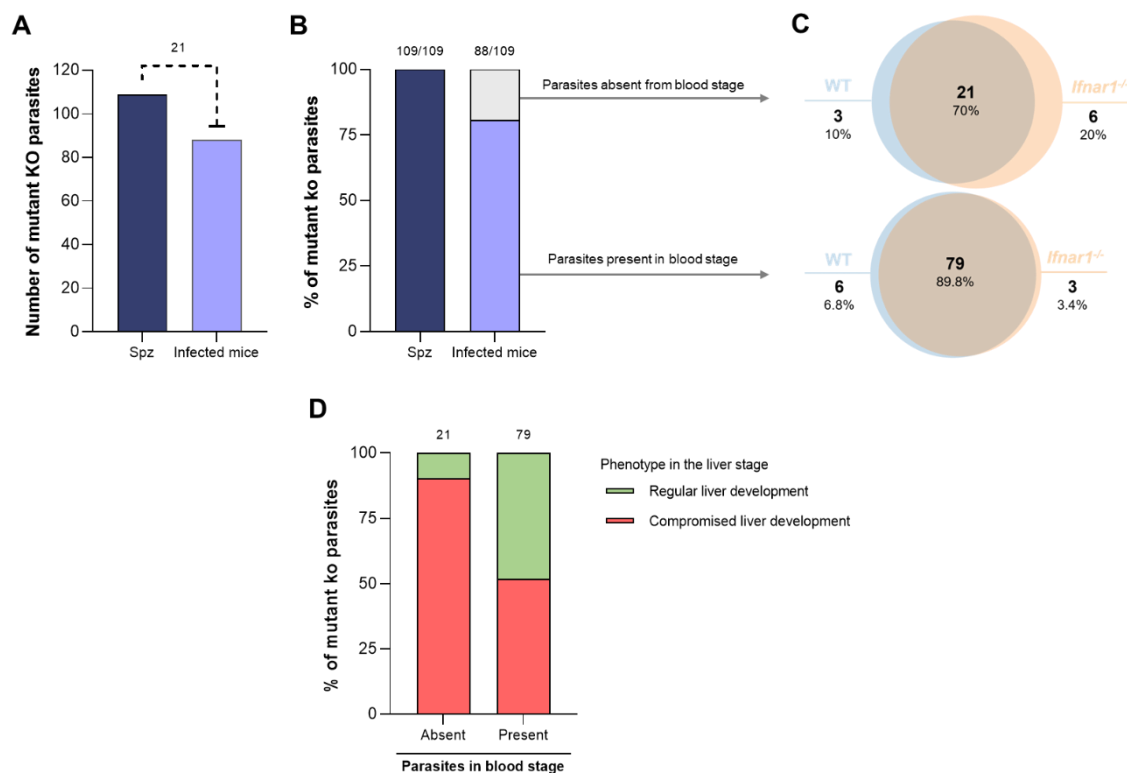 A
21
Number of mutant KO parasites
120
100
80
60
40
20
0
Spz
Infected mice
B
109/109
88/109
% of mutant ko parasites
100
75
50
25
0
Spz
Infected mice
Parasites absent from blood stage
Parasites present in blood stage
C
WT
3
10%
21
70%
Ifnar1-/-
6
20%
WT
6
6.8%
79
89.8%
Ifnar1-/-
3
3.4%
D
21
79
% of mutant ko parasites
100
75
50
25
0
Absent
Present
Parasites in blood stage
Phenotype in the liver stage
Regular liver development
Compromised liver development